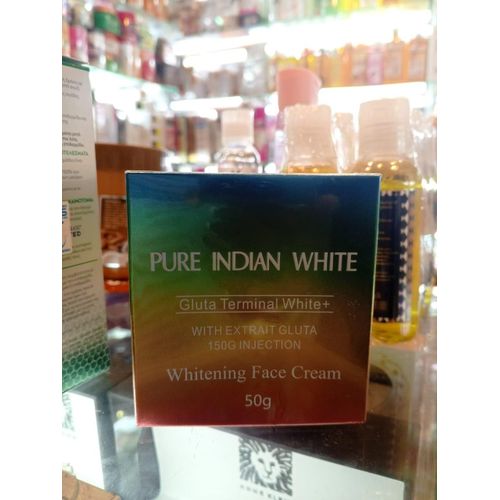 PURE INDIAN WHITE
Gluta Terminal White+
WITH EXTRAIT GLUTA
150G INJECTION
Whitening Face Cream
50g